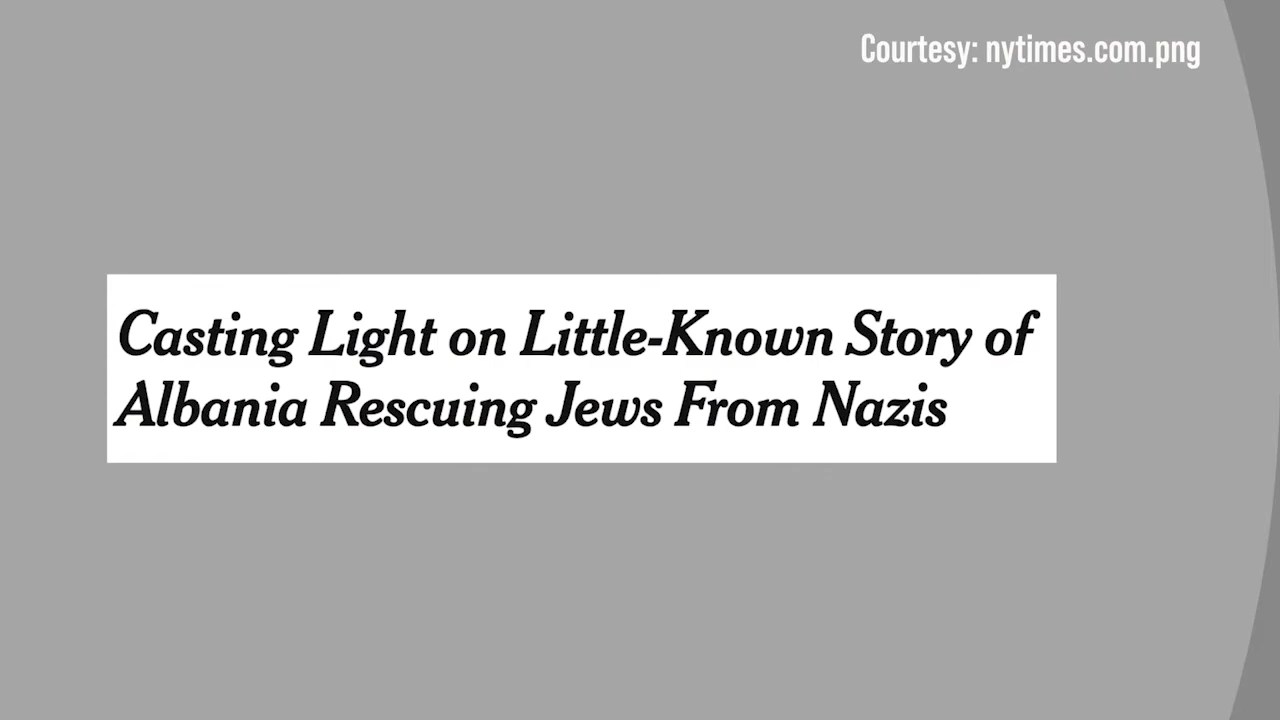 Courtesy: nytimes.com.png
Casting Light on Little-Known Story of
Albania Rescuing Jews From Nazis